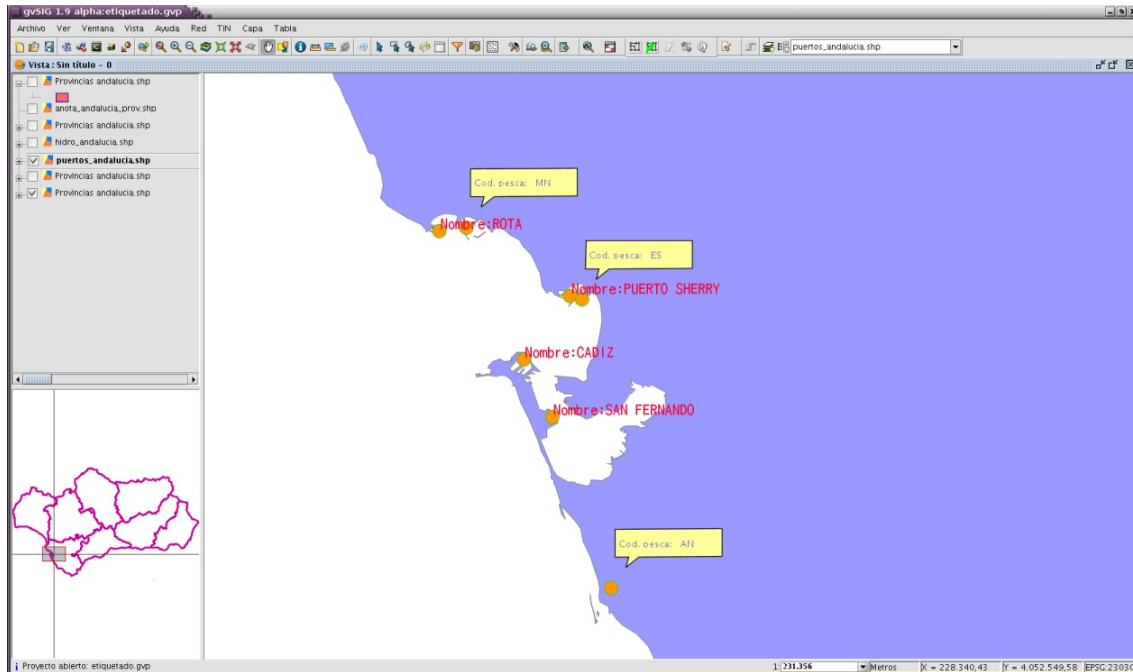 gvSIG 1.9 alpha:etiquetado.gvp
Archivo Ver Ventana Vista Ayuda Red TIN Capa Tabla
puertos_andalucia.shp
Vista : Sin título - 0
Provincias andalucia.shp
anota_andalucia_prov.shp
Provincias andalucia.shp
hidro_andalucia.shp
puertos_andalucia.shp
Provincias andalucia.shp
Provincias andalucia.shp
Cod. pesca: MN
Nombre:ROTA
Cod. pesca: ES
Nombre:PUERTO SHERRY
Nombre:CADIZ
Nombre:SAN FERNANDO
Cod. pesca: AN
Proyecto abierto: etiquetado.gvp
1: 231.356 Metros X = 228.340,43 Y = 4.052.549,58